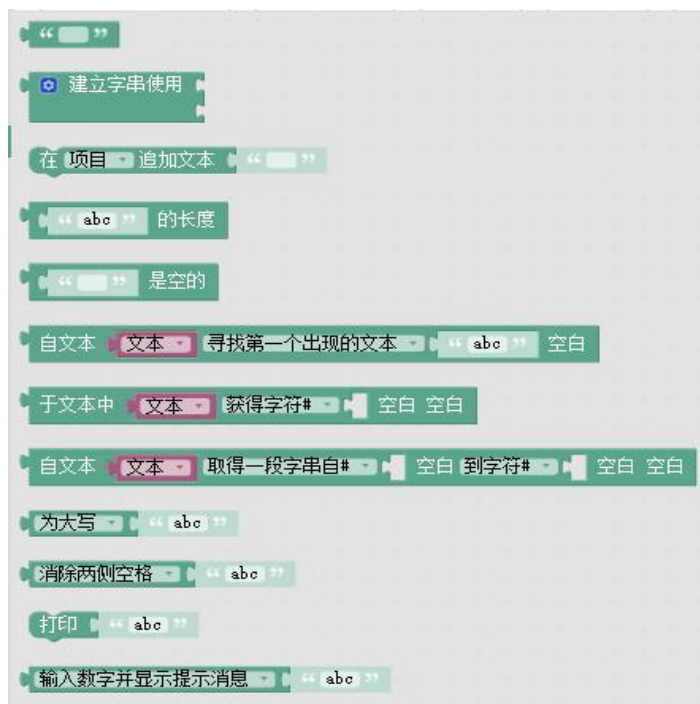 “ ”
建立字串使用
在 项目 追加文本 “ ”
“ abc ” 的长度
“ ” 是空的
自文本 文本 寻找第一个出现的文本 “ abc ” 空白
于文本中 文本 获得字符# 空白 空白
自文本 文本 取得一段字串自# 空白 到字符# 空白 空白
为大写 “ abc ”
消除两侧空格 “ abc ”
打印 “ abc ”
输入数字并显示提示消息 “ abc ”